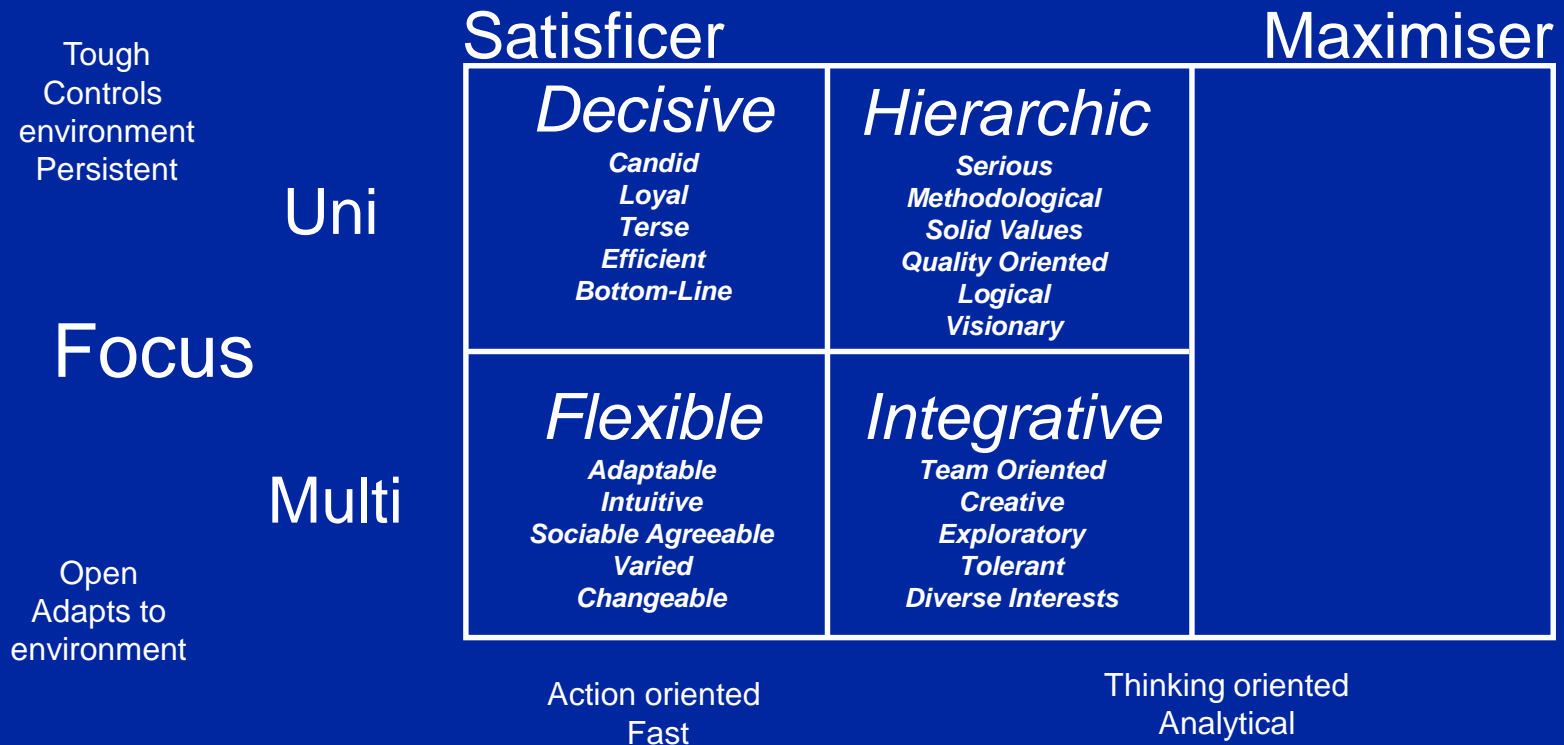 Satisficer
Maximiser
Tough
Controls
environment
Persistent
Uni
Focus
Multi
Open
Adapts to
environment
Decisive
Candid
Loyal
Terse
Efficient
Bottom-Line
Hierarchic
Serious
Methodological
Solid Values
Quality Oriented
Logical
Visionary
Flexible
Adaptable
Intuitive
Sociable Agreeable
Varied
Changeable
Integrative
Team Oriented
Creative
Exploratory
Tolerant
Diverse Interests
Action oriented
Fast
Thinking oriented
Analytical